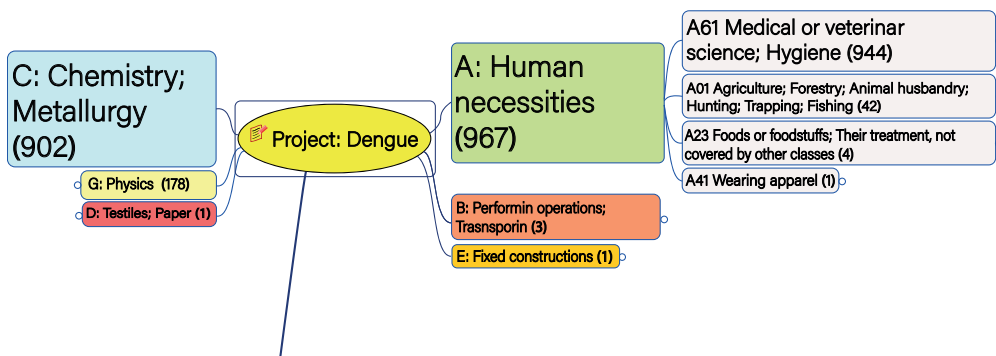 C: Chemistry;
Metallurgy
(902)
G: Physics (178)
D: Testiles; Paper (1)
Project: Dengue
A: Human
necessities
(967)
B: Performin operations;
Trasnsporin (3)
E: Fixed constructions (1)
A61 Medical or veterinar
science; Hygiene (944)
A01 Agriculture; Forestry; Animal husbandry;
Hunting; Trapping; Fishing (42)
A23 Foods or foodstuffs; Their treatment, not
covered by other classes (4)
A41 Wearing apparel (1)